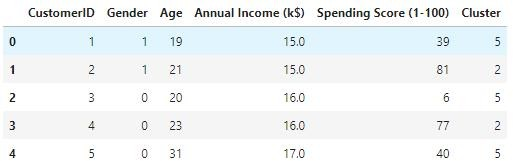 CustomerID Gender Age Annual Income (k$) Spending Score (1-100) Cluster
0 1 1 19 15.0 39 5
1 2 1 21 15.0 81 2
2 3 0 20 16.0 6 5
3 4 0 23 16.0 77 2
4 5 0 31 17.0 40 5